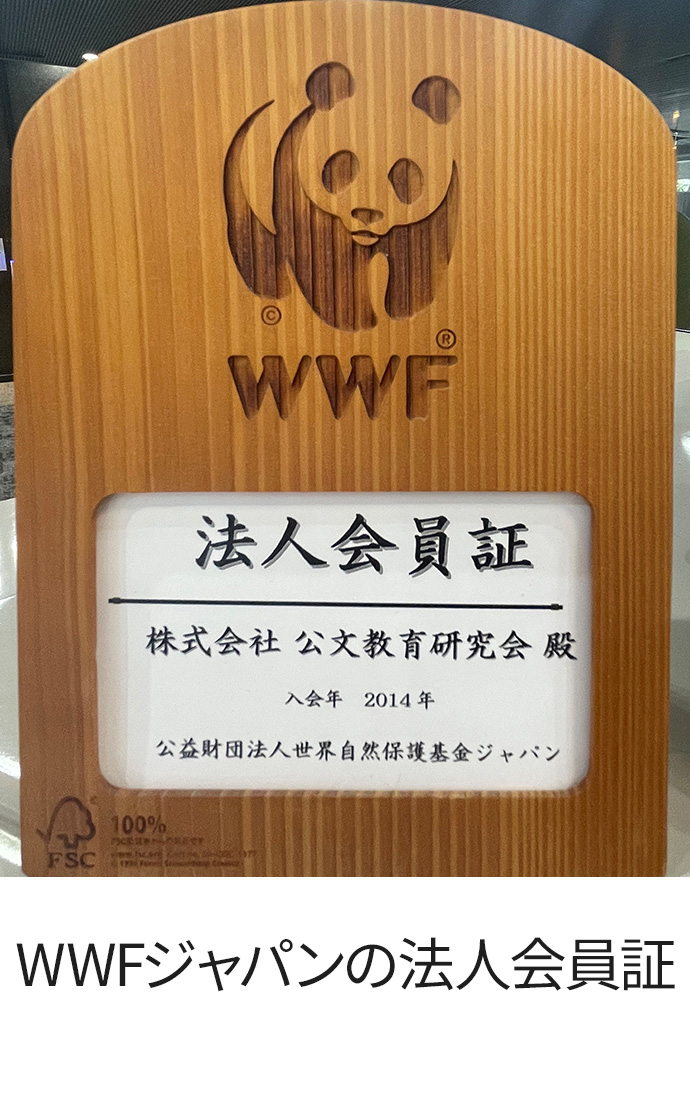 ©
®
WWF
法人会員証
株式会社 公文教育研究会 殿
入会年 2014年
公益財団法人世界自然保護基金ジャパン
100%
FSC
WWFジャパンの法人会員証